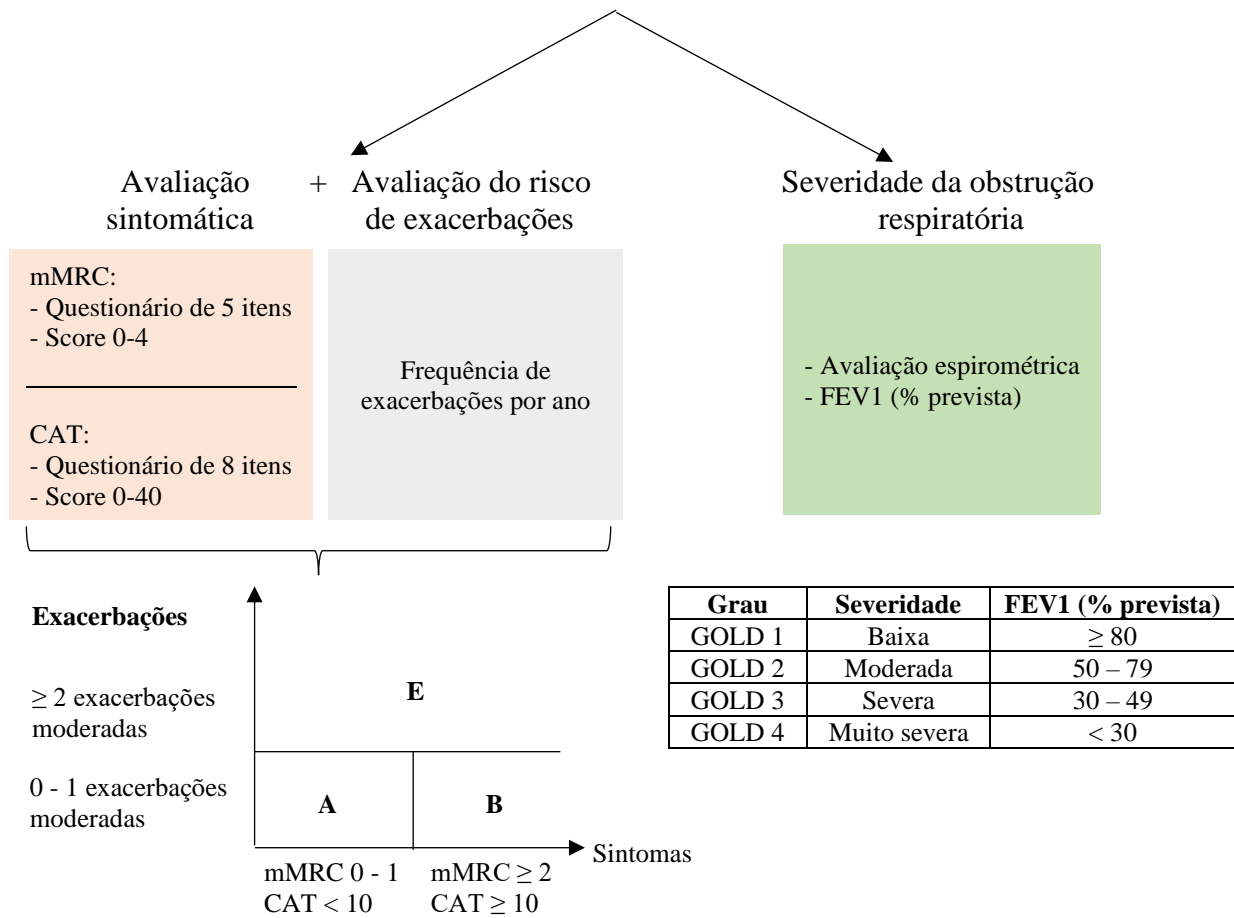 Avaliação
sintomática
+
Avaliação do risco
de exacerbações
Severidade da obstrução
respiratória
mMRC:
- Questionário de 5 itens
- Score 0-4
CAT:
- Questionário de 8 itens
- Score 0-40
Frequência de
exacerbações por ano
- Avaliação espirométrica
- FEV1 (% prevista)
Exacerbações
≥ 2 exacerbações
moderadas
0 - 1 exacerbações
moderadas
E
A
B
Sintomas
mMRC 0 - 1
CAT < 10
mMRC ≥ 2
CAT ≥ 10
Grau Severidade FEV1 (% prevista)
GOLD 1 Baixa ≥ 80
GOLD 2 Moderada 50 – 79
GOLD 3 Severa 30 – 49
GOLD 4 Muito severa < 30